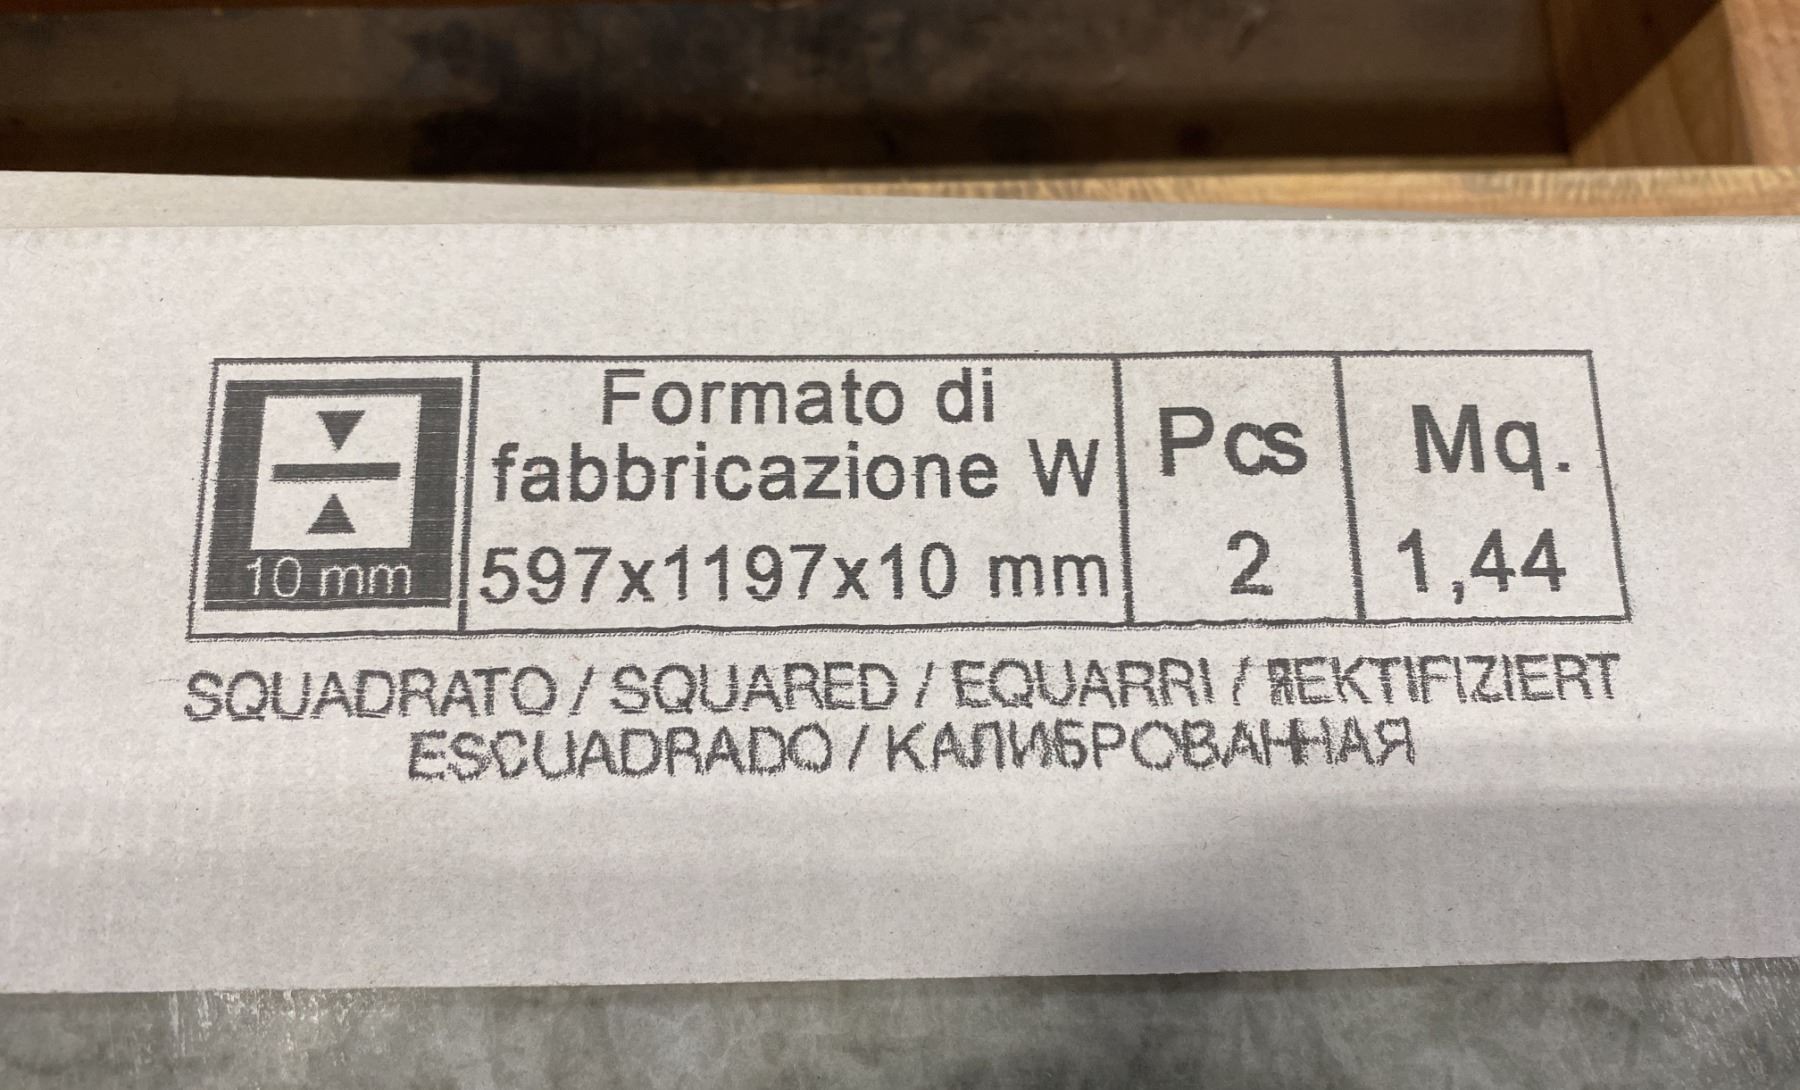 10 mm
Formato di
fabbricazione W
597x1197x10 mm
Pcs
2
Mq.
1,44
SQUADRATO / SQUARED / EQUARRI / REKTIFIZIERT
ESCUADRADO / КАЛИБРОВАННАЯ